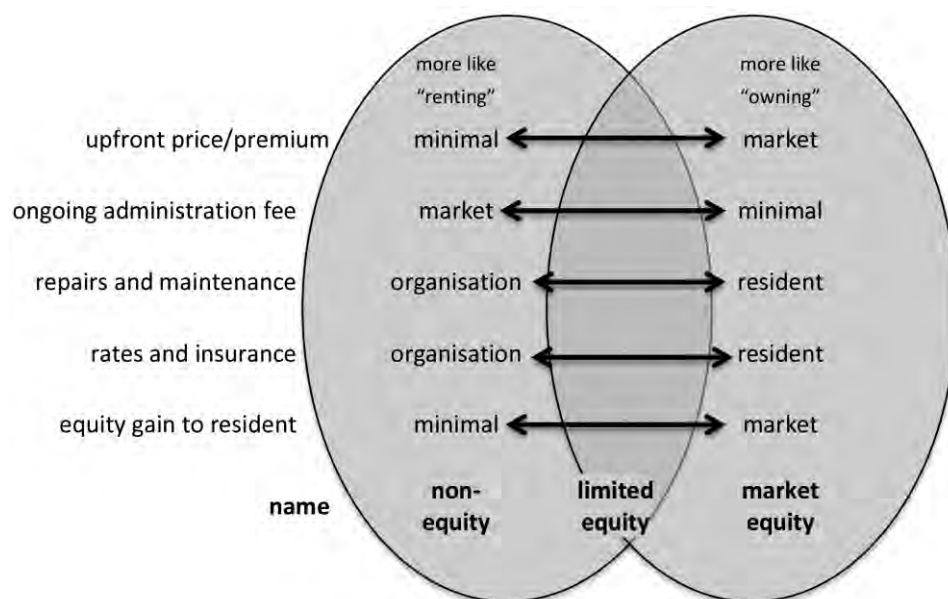 more like more like
“renting” “owning”
upfront price/premium minimal market
ongoing administration fee market minimal
repairs and maintenance organisation resident
rates and insurance organisation resident
equity gain to resident minimal market
name non-equity limited equity market equity